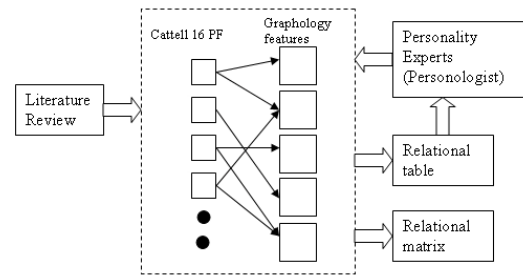 Cattell 16 PF
Graphology
features
Personality
Experts
(Personologist)
Literature
Review
Relational
table
Relational
matrix